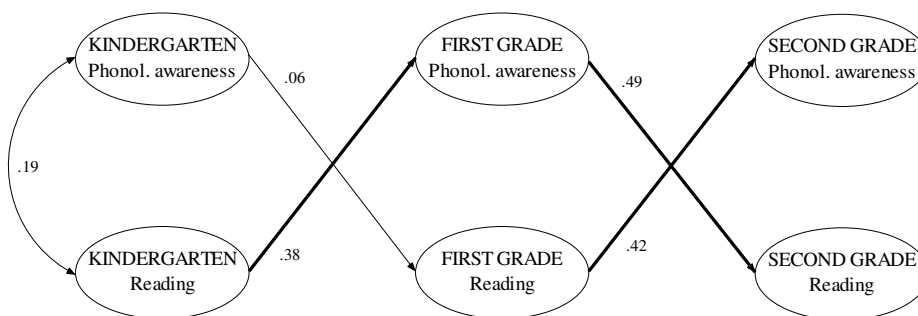 KINDERGARTEN
Phonol. awareness
FIRST GRADE
Phonol. awareness
SECOND GRADE
Phonol. awareness
.06
.49
.19
.38
.42
KINDERGARTEN
Reading
FIRST GRADE
Reading
SECOND GRADE
Reading